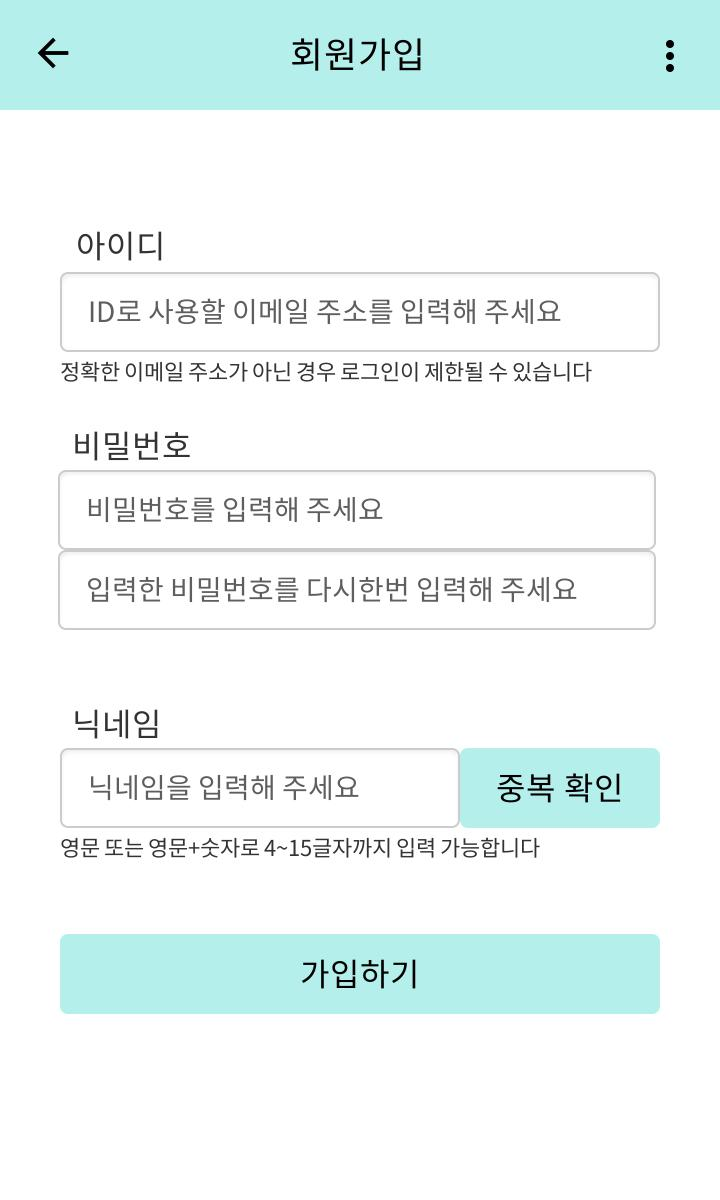 회원가입
아이디
ID로 사용할 이메일 주소를 입력해 주세요
정확한 이메일 주소가 아닌 경우 로그인이 제한될 수 있습니다
비밀번호
비밀번호를 입력해 주세요
입력한 비밀번호를 다시한번 입력해 주세요
닉네임
닉네임을 입력해 주세요
중복 확인
영문 또는 영문+숫자로 4~15글자까지 입력 가능합니다
가입하기